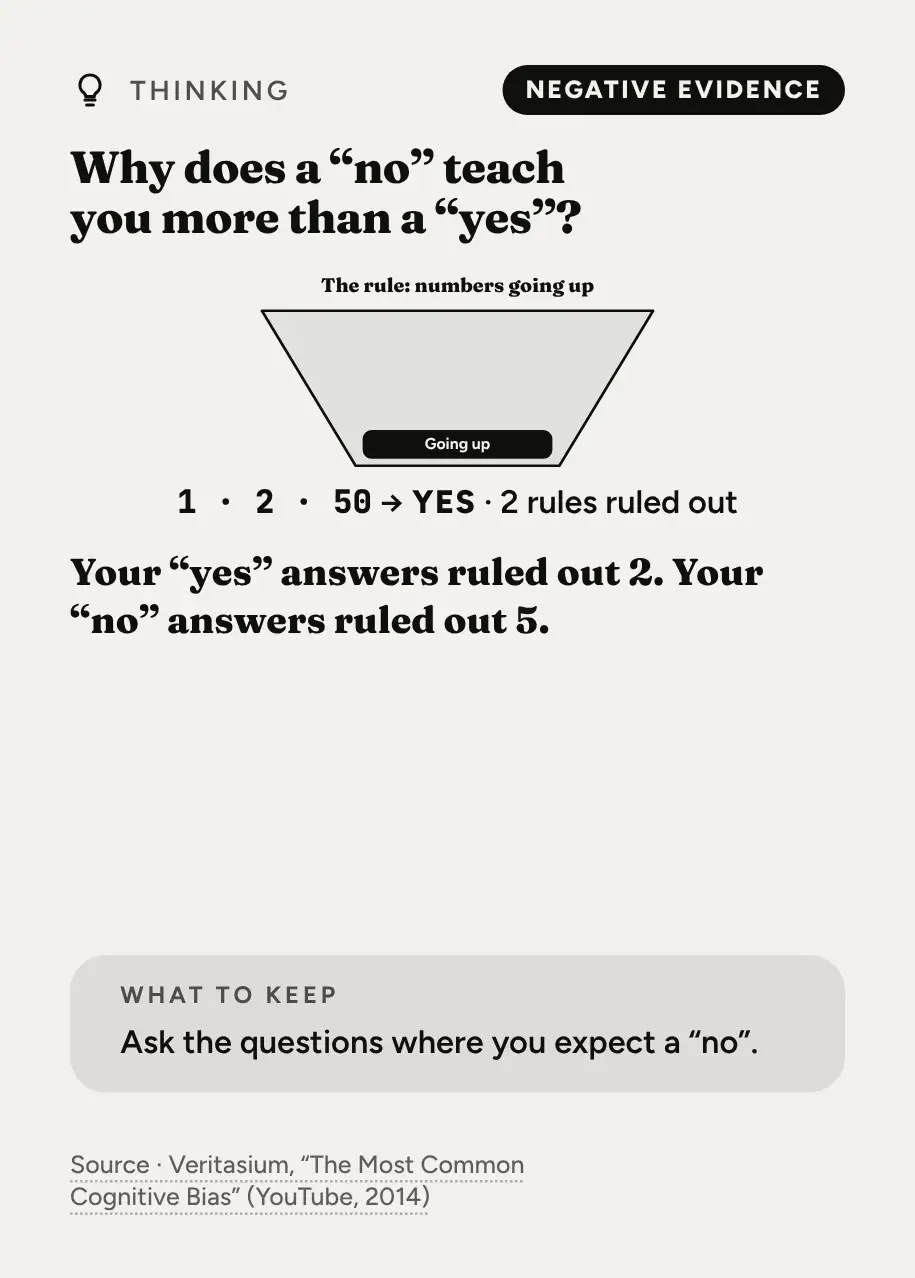 THINKING
NEGATIVE EVIDENCE
Why does a “no” teach
you more than a “yes”?
The rule: numbers going up
Going up
1 · 2 · 50 → YES · 2 rules ruled out
Your “yes” answers ruled out 2. Your
“no” answers ruled out 5.
WHAT TO KEEP
Ask the questions where you expect a “no”.
Source · Veritasium, “The Most Common
Cognitive Bias” (YouTube, 2014)